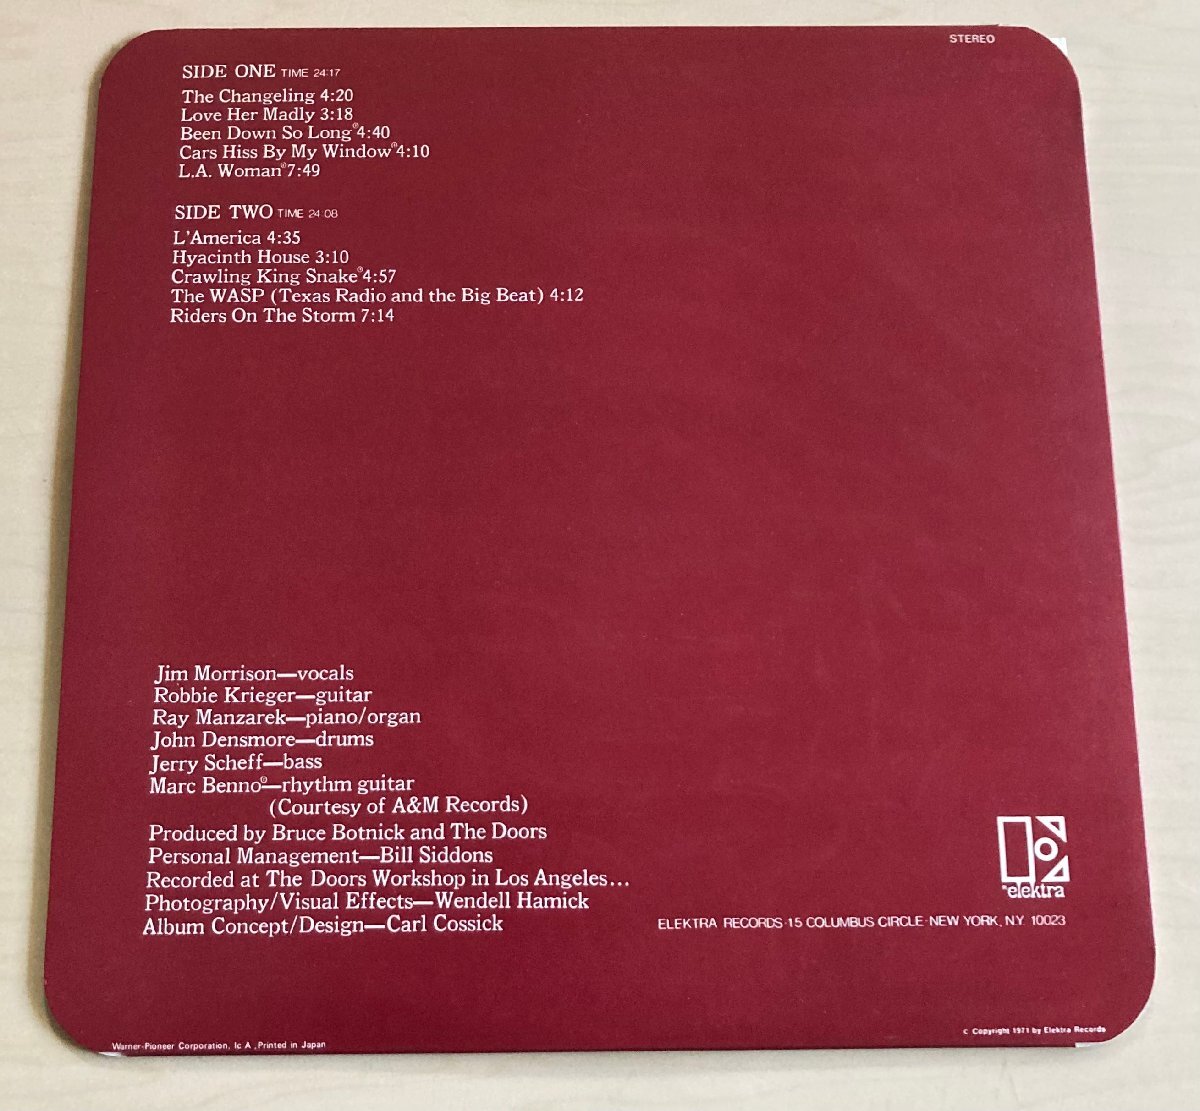 STEREO
SIDE ONE TIME 24:17
The Changeling 4:20
Love Her Madly 3:18
Been Down So Long®4:40
Cars Hiss By My Window®4:10
L.A. Woman®7:49
SIDE TWO TIME 24:08
L'America 4:35
Hyacinth House 3:10
Crawling King Snake®4:57
The WASP (Texas Radio and the Big Beat) 4:12
Riders On The Storm 7:14
Jim Morrison—vocals
Robbie Krieger—guitar
Ray Manzarek—piano/organ
John Densmore—drums
Jerry Scheff—bass
Marc Benno®—rhythm guitar
(Courtesy of A&M Records)
Produced by Bruce Botnick and The Doors
Personal Management—Bill Siddons
Recorded at The Doors Workshop in Los Angeles...
Photography/Visual Effects—Wendell Hamick
Album Concept/Design—Carl Cossick
elektra
ELEKTRA RECORDS·15 COLUMBUS CIRCLE·NEW YORK, N.Y. 10023
c Copyright 1971 by Elektra Records
Warner-Pioneer Corporation, Ic A ,Printed in Japan